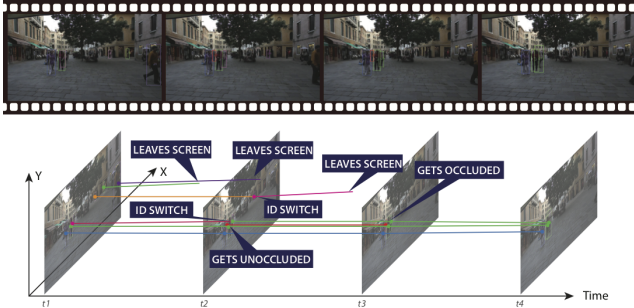 LEAVES SCREEN
LEAVES SCREEN
Y
X
LEAVES SCREEN
GETS OCCLUDED
ID SWITCH
ID SWITCH
GETS UNOCCLUDED
Time
t1
t2
t3
t4